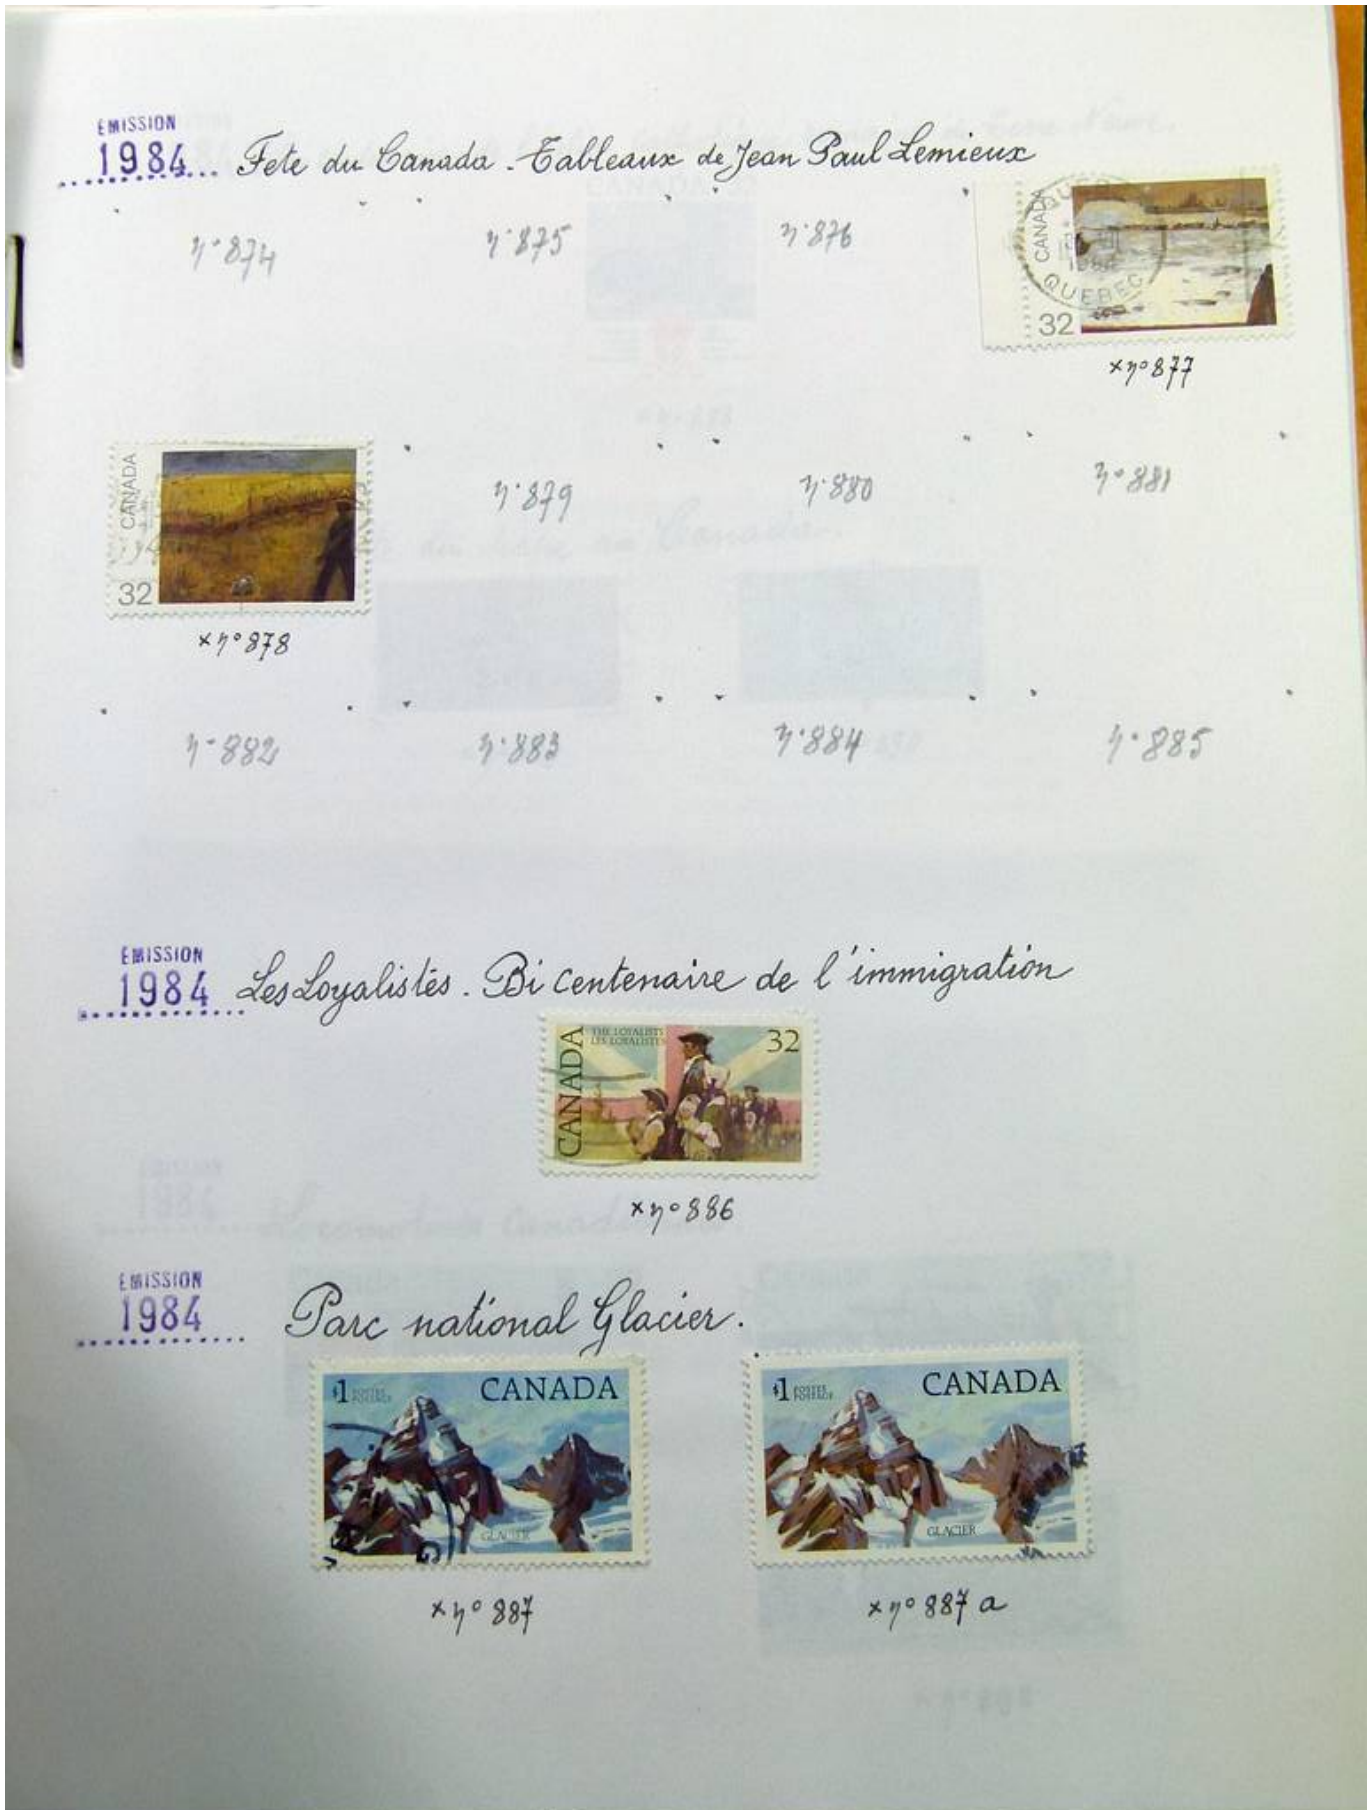 EMISSION
1984 Fete du Canada - Tableaux de Jean Paul Lemieux
n°874 n°875 n°876
CANADA
QUEBEC
32
x n°877
CANADA
32
x n°878
n°879 n°880 n°881
n°882 n°883 n°884 n°885
EMISSION
1984 Les Loyalistes. Bi centenaire de l'immigration
CANADA
THE LOYALISTS
LES LOYALISTES
32
x n°886
EMISSION
1984 Parc national Glacier.
$1 POSTES POSTAGE CANADA
GLACIER
x n°887
$1 POSTES POSTAGE CANADA
GLACIER
x n°887 a